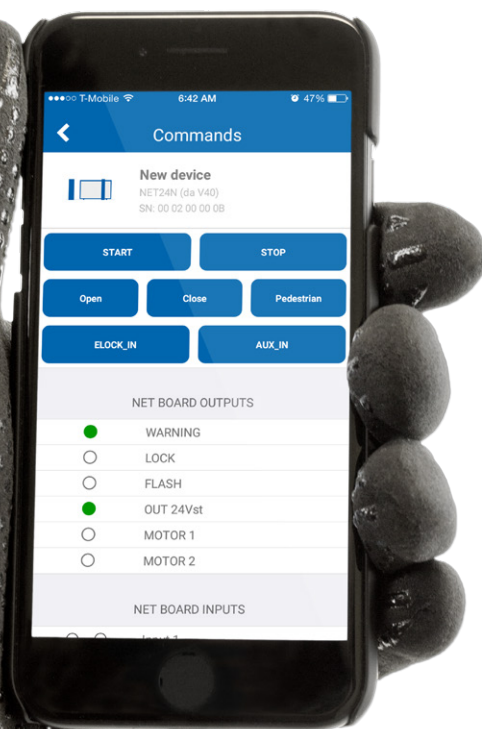 ●●●○○ T-Mobile 6:42 AM 47%
Commands
New device
NET24N (da V40)
SN: 00 02 00 00 0B
START STOP
Open Close Pedestrian
ELOCK_IN AUX_IN
NET BOARD OUTPUTS
WARNING
LOCK
FLASH
OUT 24Vst
MOTOR 1
MOTOR 2
NET BOARD INPUTS